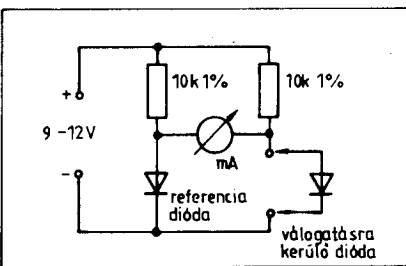 10k 1%
10k 1%
+
9-12V
-
mA
referencia
dióda
válogatásra
kerülő dióda